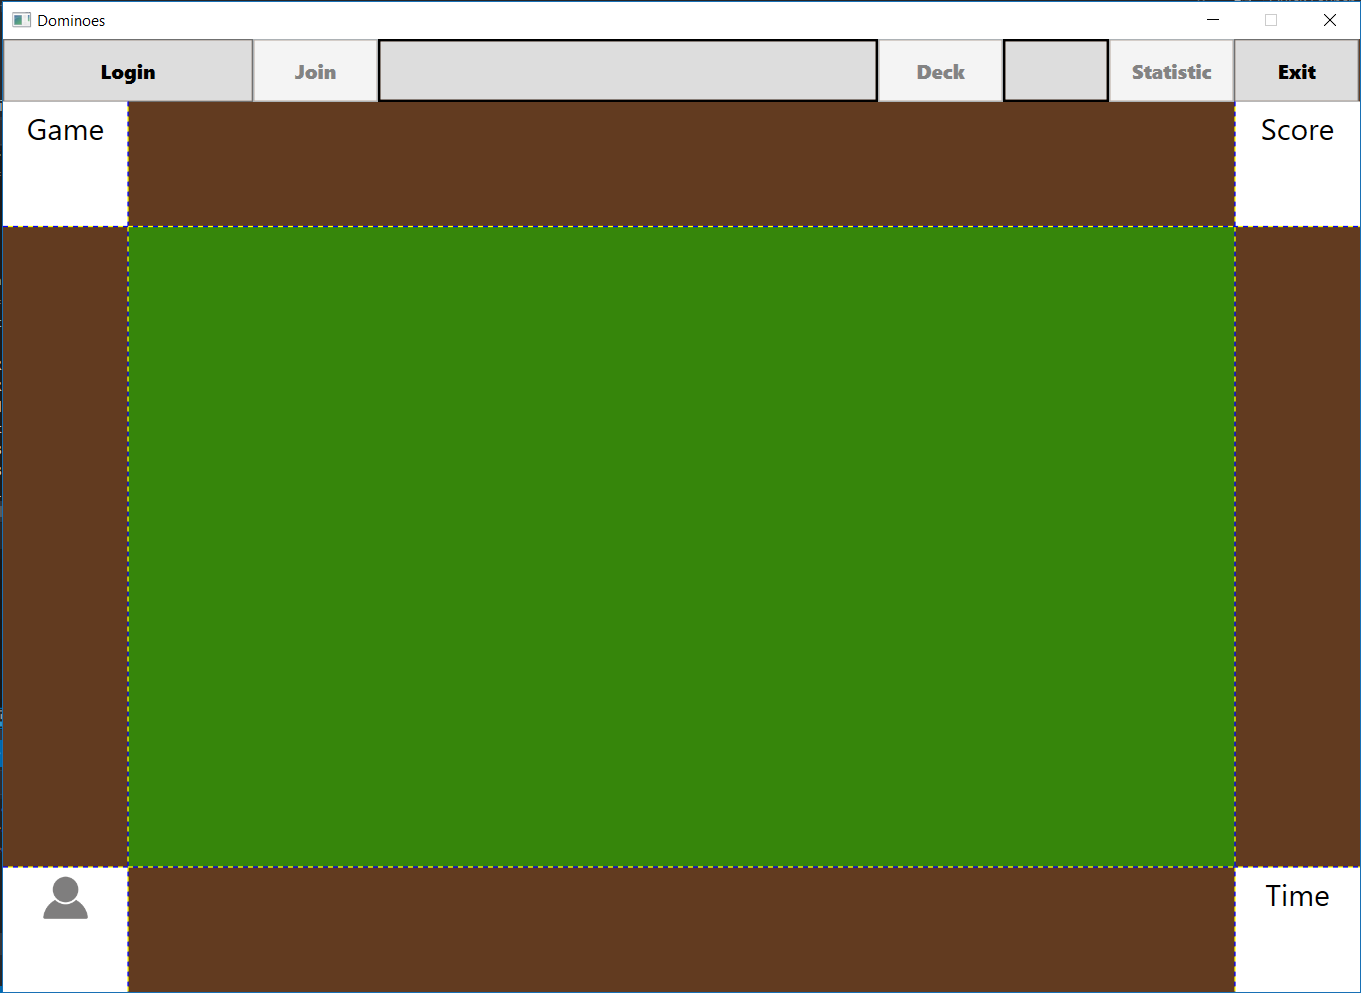 Dominoes
Login Join Deck Statistic Exit
Game Score
Time